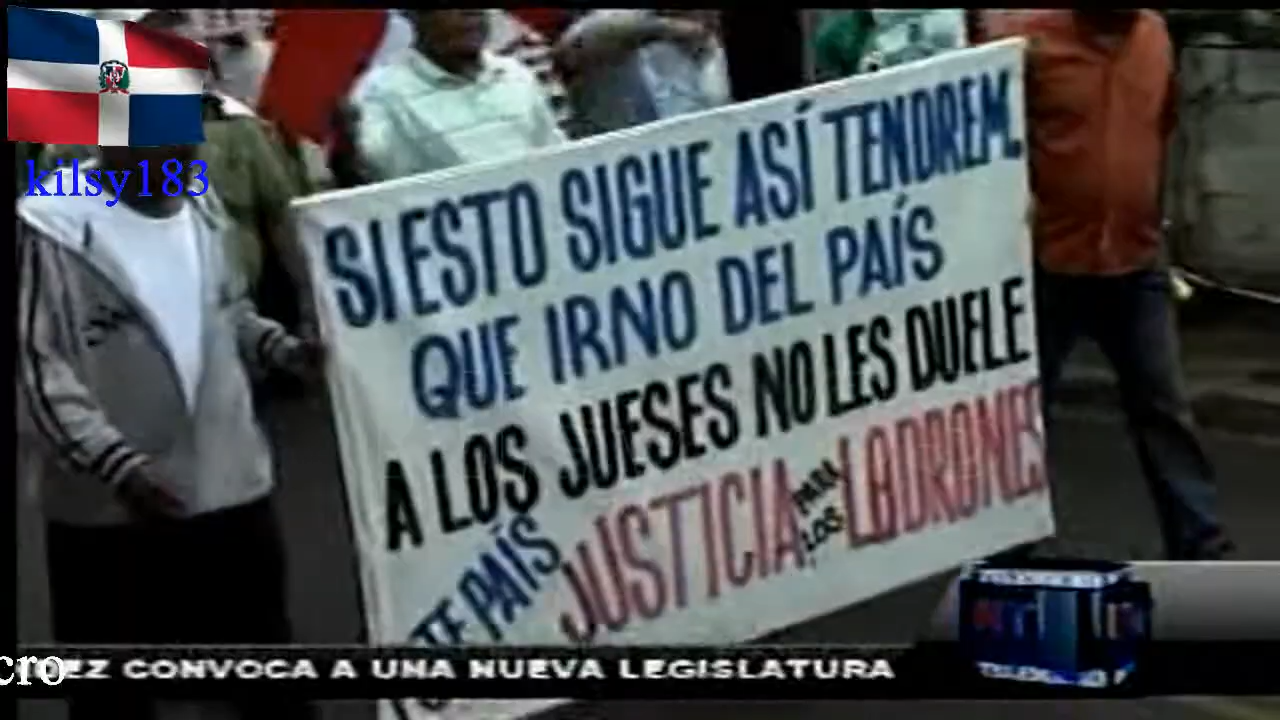 kilsy183
SI ESTO SIGUE ASÍ TENDREM.
QUE IRNO DEL PAÍS
A LOS JUESES NO LES DUELE
PAÍS
JUSTICIA PARA LOS LADRONES
CONVOCA A UNA NUEVA LEGISLATURA
cro